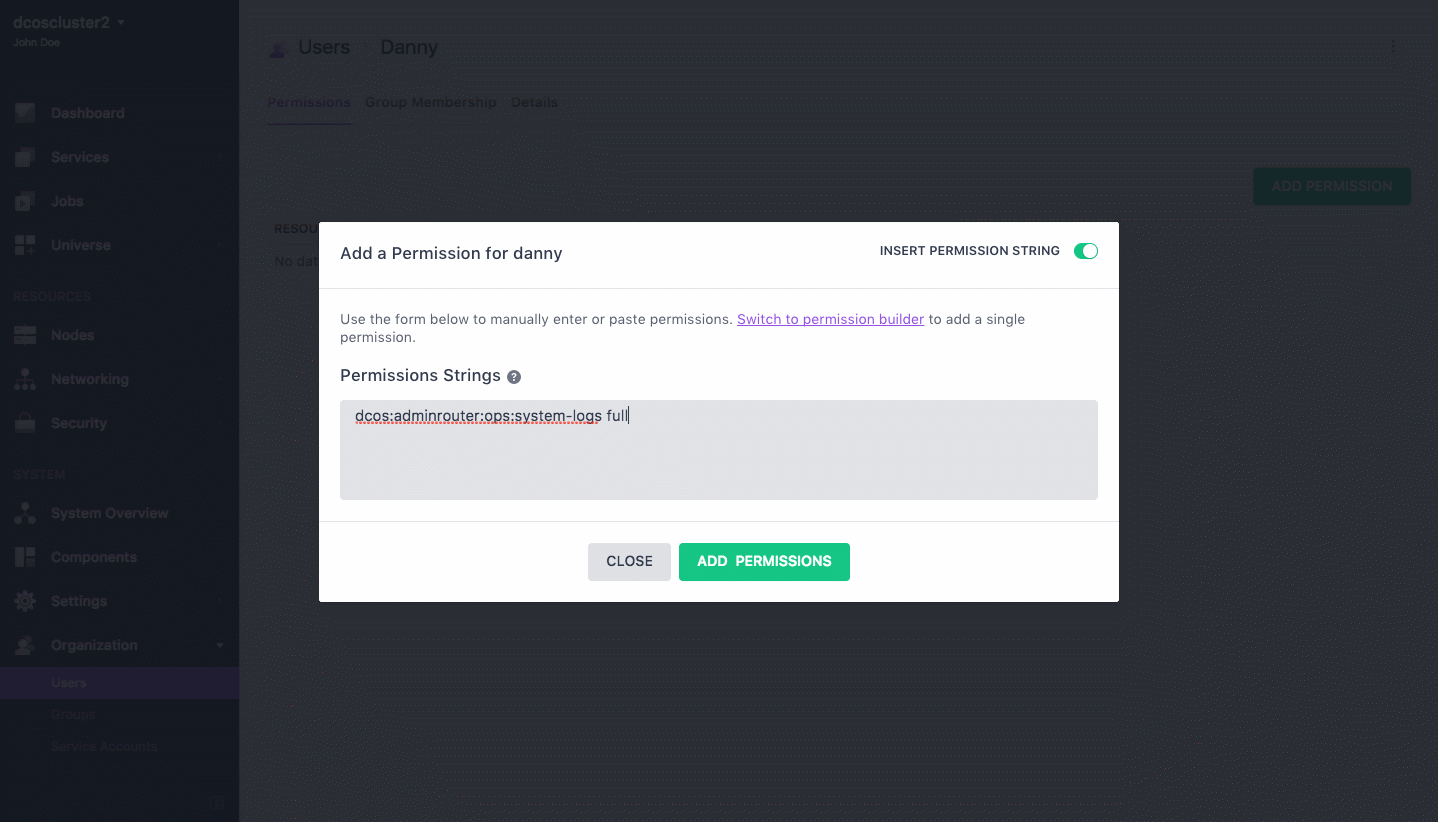 dcoscluster2
John Doe
Dashboard
Services
Jobs
Universe
RESOURCES
Nodes
Networking
Security
SYSTEM
System Overview
Components
Settings
Organization
Users
Groups
Service Accounts
Users Danny
Permissions Group Membership Details
ADD PERMISSION
RESOU
No dat
Add a Permission for danny
INSERT PERMISSION STRING
Use the form below to manually enter or paste permissions. Switch to permission builder to add a single
permission.
Permissions Strings ?
dcos:adminrouter:ops:system-logs full
CLOSE ADD PERMISSIONS